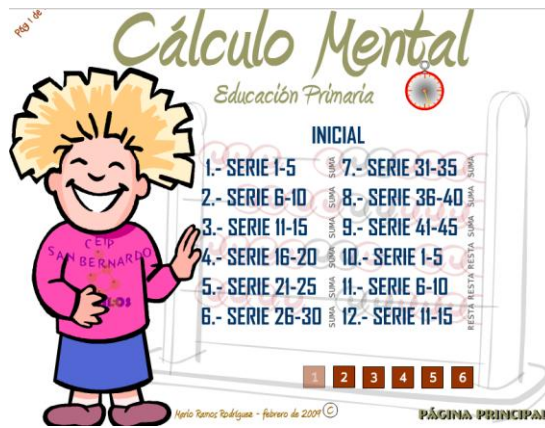 Pág 1 de
Cálculo Mental
Educación Primaria
INICIAL
1.- SERIE 1-5 SUMA
2.- SERIE 6-10 SUMA
3.- SERIE 11-15 SUMA
4.- SERIE 16-20 SUMA
5.- SERIE 21-25 SUMA
6.- SERIE 26-30 SUMA
7.- SERIE 31-35 SUMA
8.- SERIE 36-40 SUMA
9.- SERIE 41-45 SUMA
10.- SERIE 1-5 RESTA
11.- SERIE 6-10 RESTA
12.- SERIE 11-15 RESTA
CEIP
SAN BERNARDO
1 2 3 4 5 6
Merio Ramos Rodríguez - febrero de 2009 ©
PÁGINA PRINCIPAL